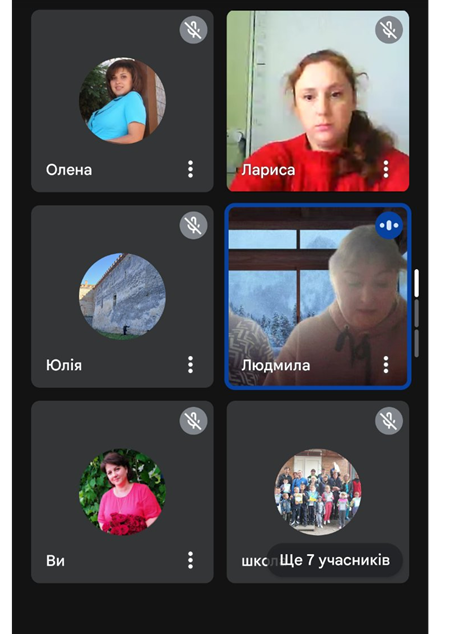 Олена
Лариса
Юлія
Людмила
Ви
Ще 7 учасників